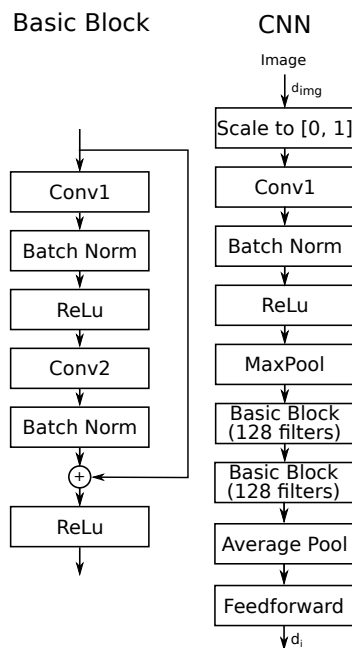 Basic Block
Conv1
Batch Norm
ReLu
Conv2
Batch Norm
+
ReLu
CNN
Image
dimg
Scale to [0, 1]
Conv1
Batch Norm
ReLu
MaxPool
Basic Block
(128 filters)
Basic Block
(128 filters)
Average Pool
Feedforward
di